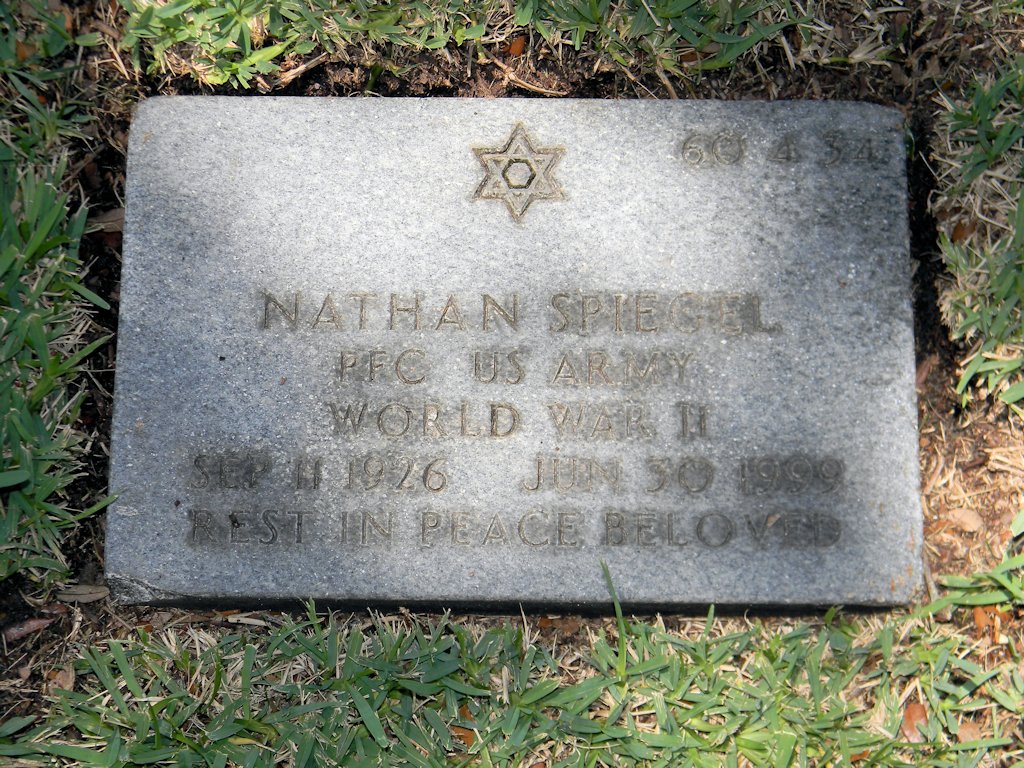 60 4 34
NATHAN SPIEGEL
PFC US ARMY
WORLD WAR II
SEP 11 1926 JUN 30 1999
REST IN PEACE BELOVED